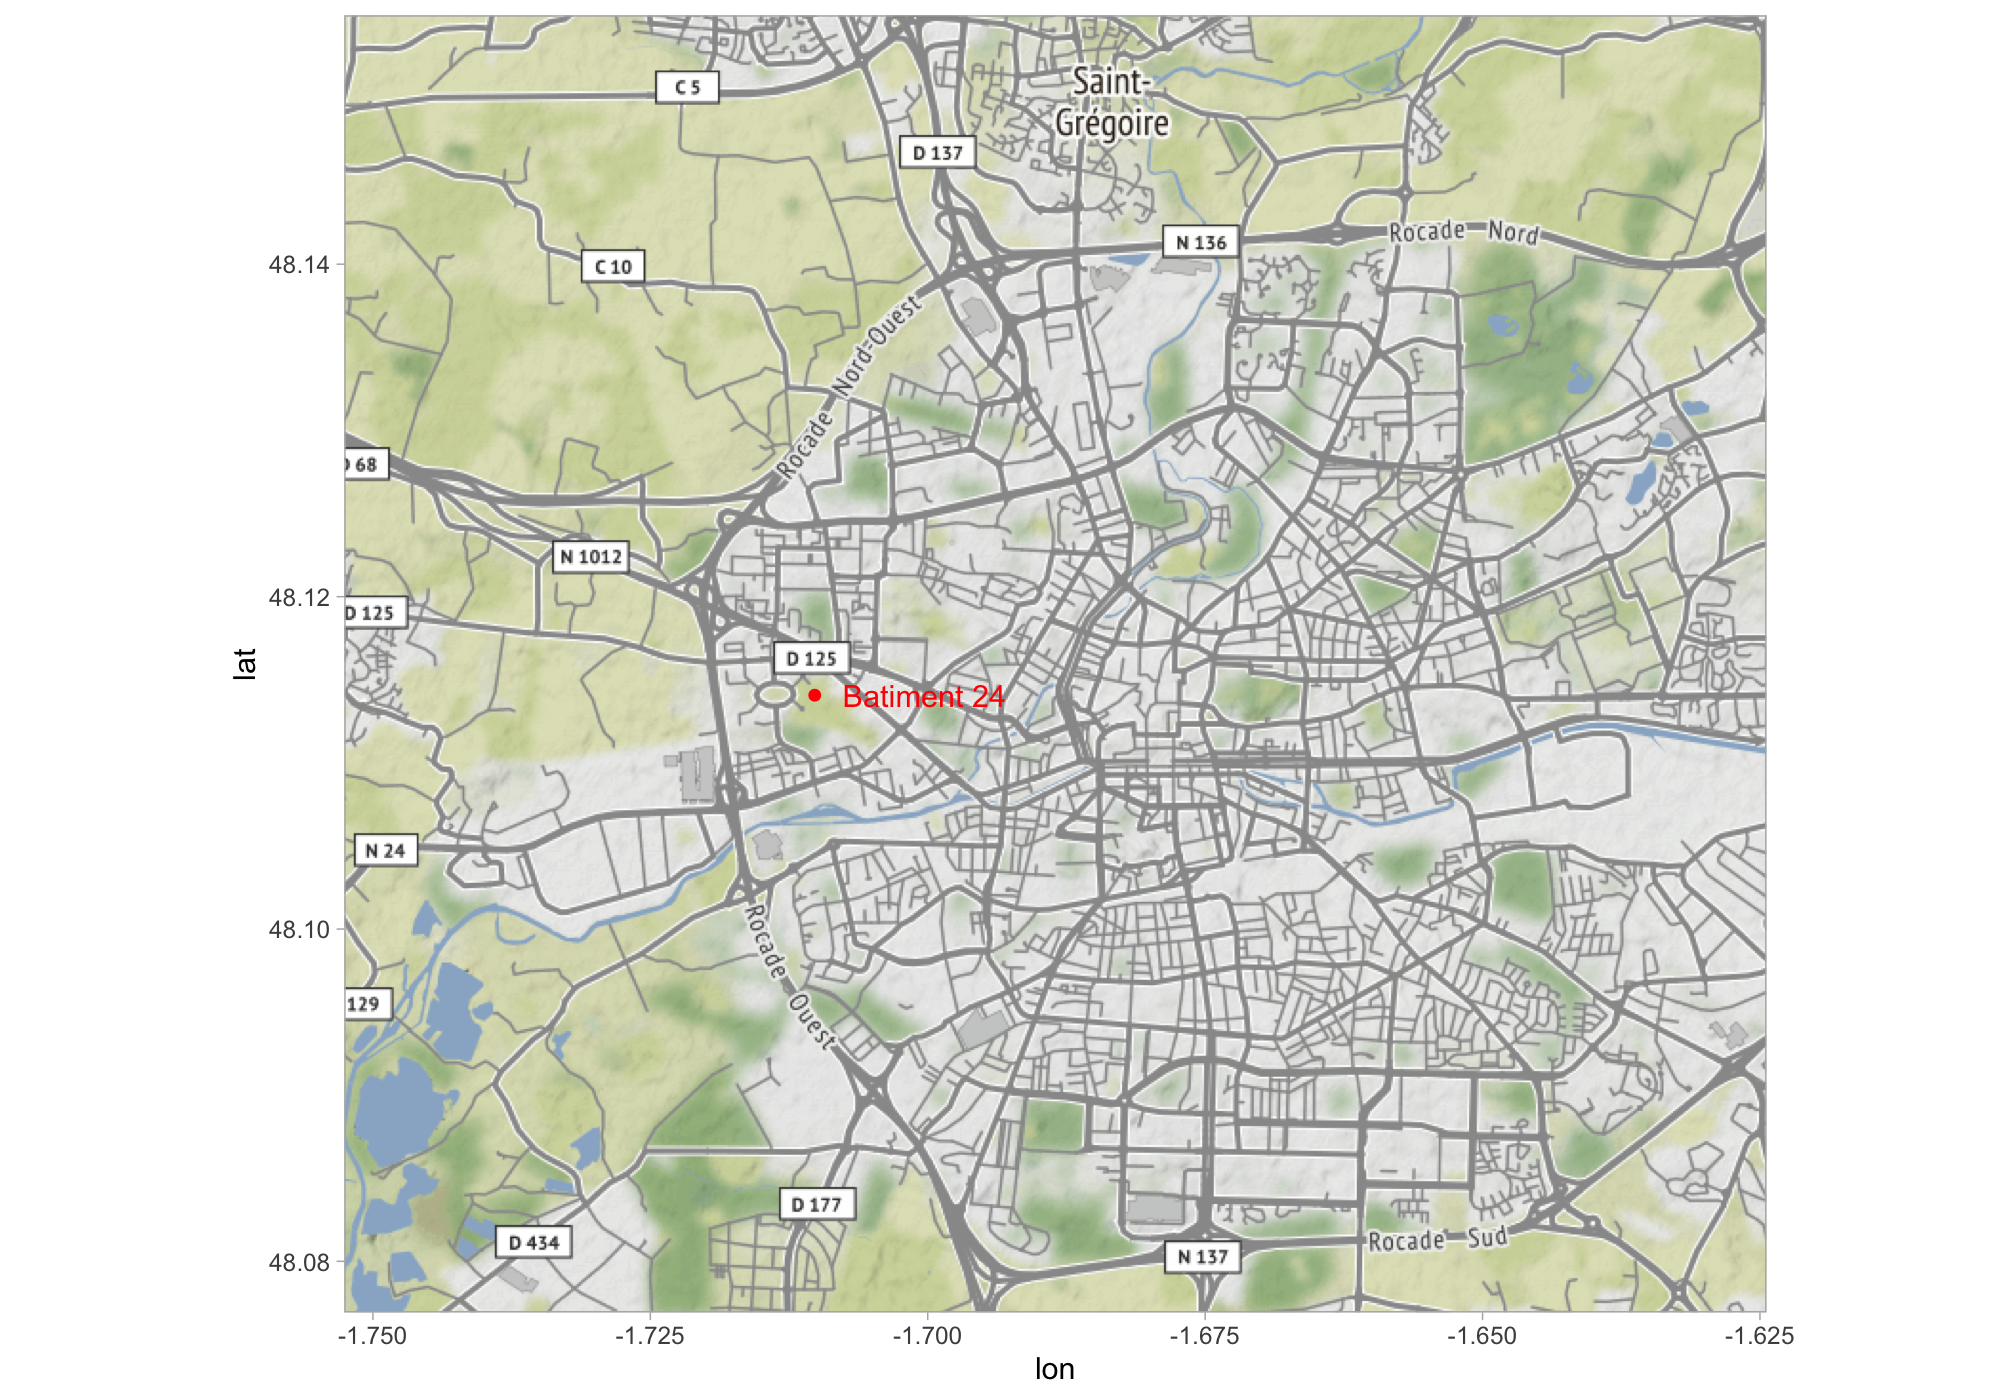 C 5
Saint-
Grégoire
D 137
N 136
Rocade Nord
C 10
48.14
Rocade Nord-Ouest
D 68
N 1012
48.12
D 125
D 125
lat
Batiment 24
N 24
48.10
Rocade Ouest
129
D 177
D 434
Rocade Sud
N 137
48.08
-1.750
-1.725
-1.700
-1.675
-1.650
-1.625
lon